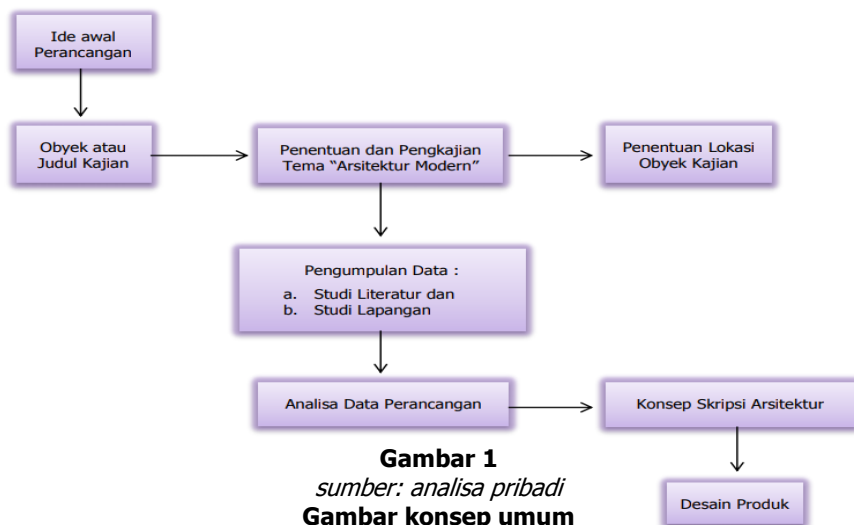 Ide awal
Perancangan
Obyek atau
Judul Kajian
Penentuan dan Pengkajian
Tema “Arsitektur Modern”
Penentuan Lokasi
Obyek Kajian
Pengumpulan Data :
a. Studi Literatur dan
b. Studi Lapangan
Analisa Data Perancangan
Konsep Skripsi Arsitektur
Desain Produk
Gambar 1
sumber: analisa pribadi
Gambar konsep umum